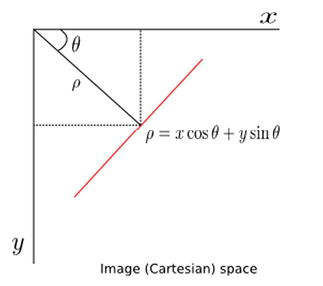 x
θ
ρ
ρ = x cos θ + y sin θ
y
Image (Cartesian) space